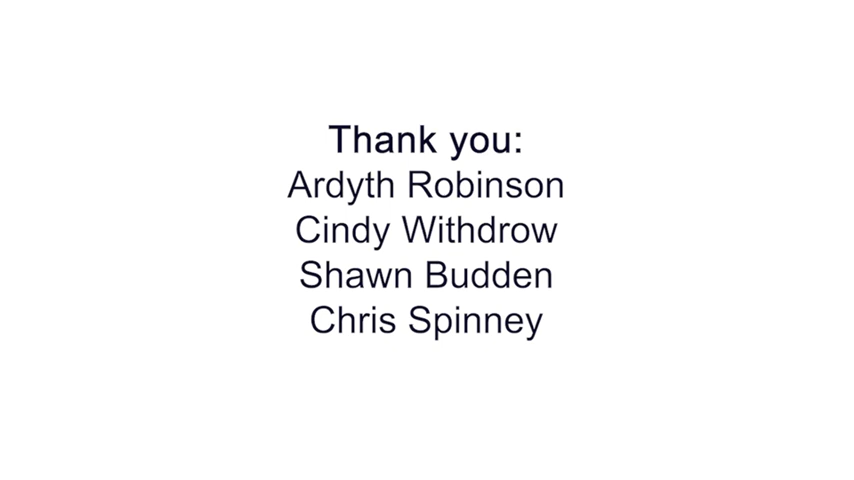 Thank you:
Ardyth Robinson
Cindy Withdrow
Shawn Budden
Chris Spinney